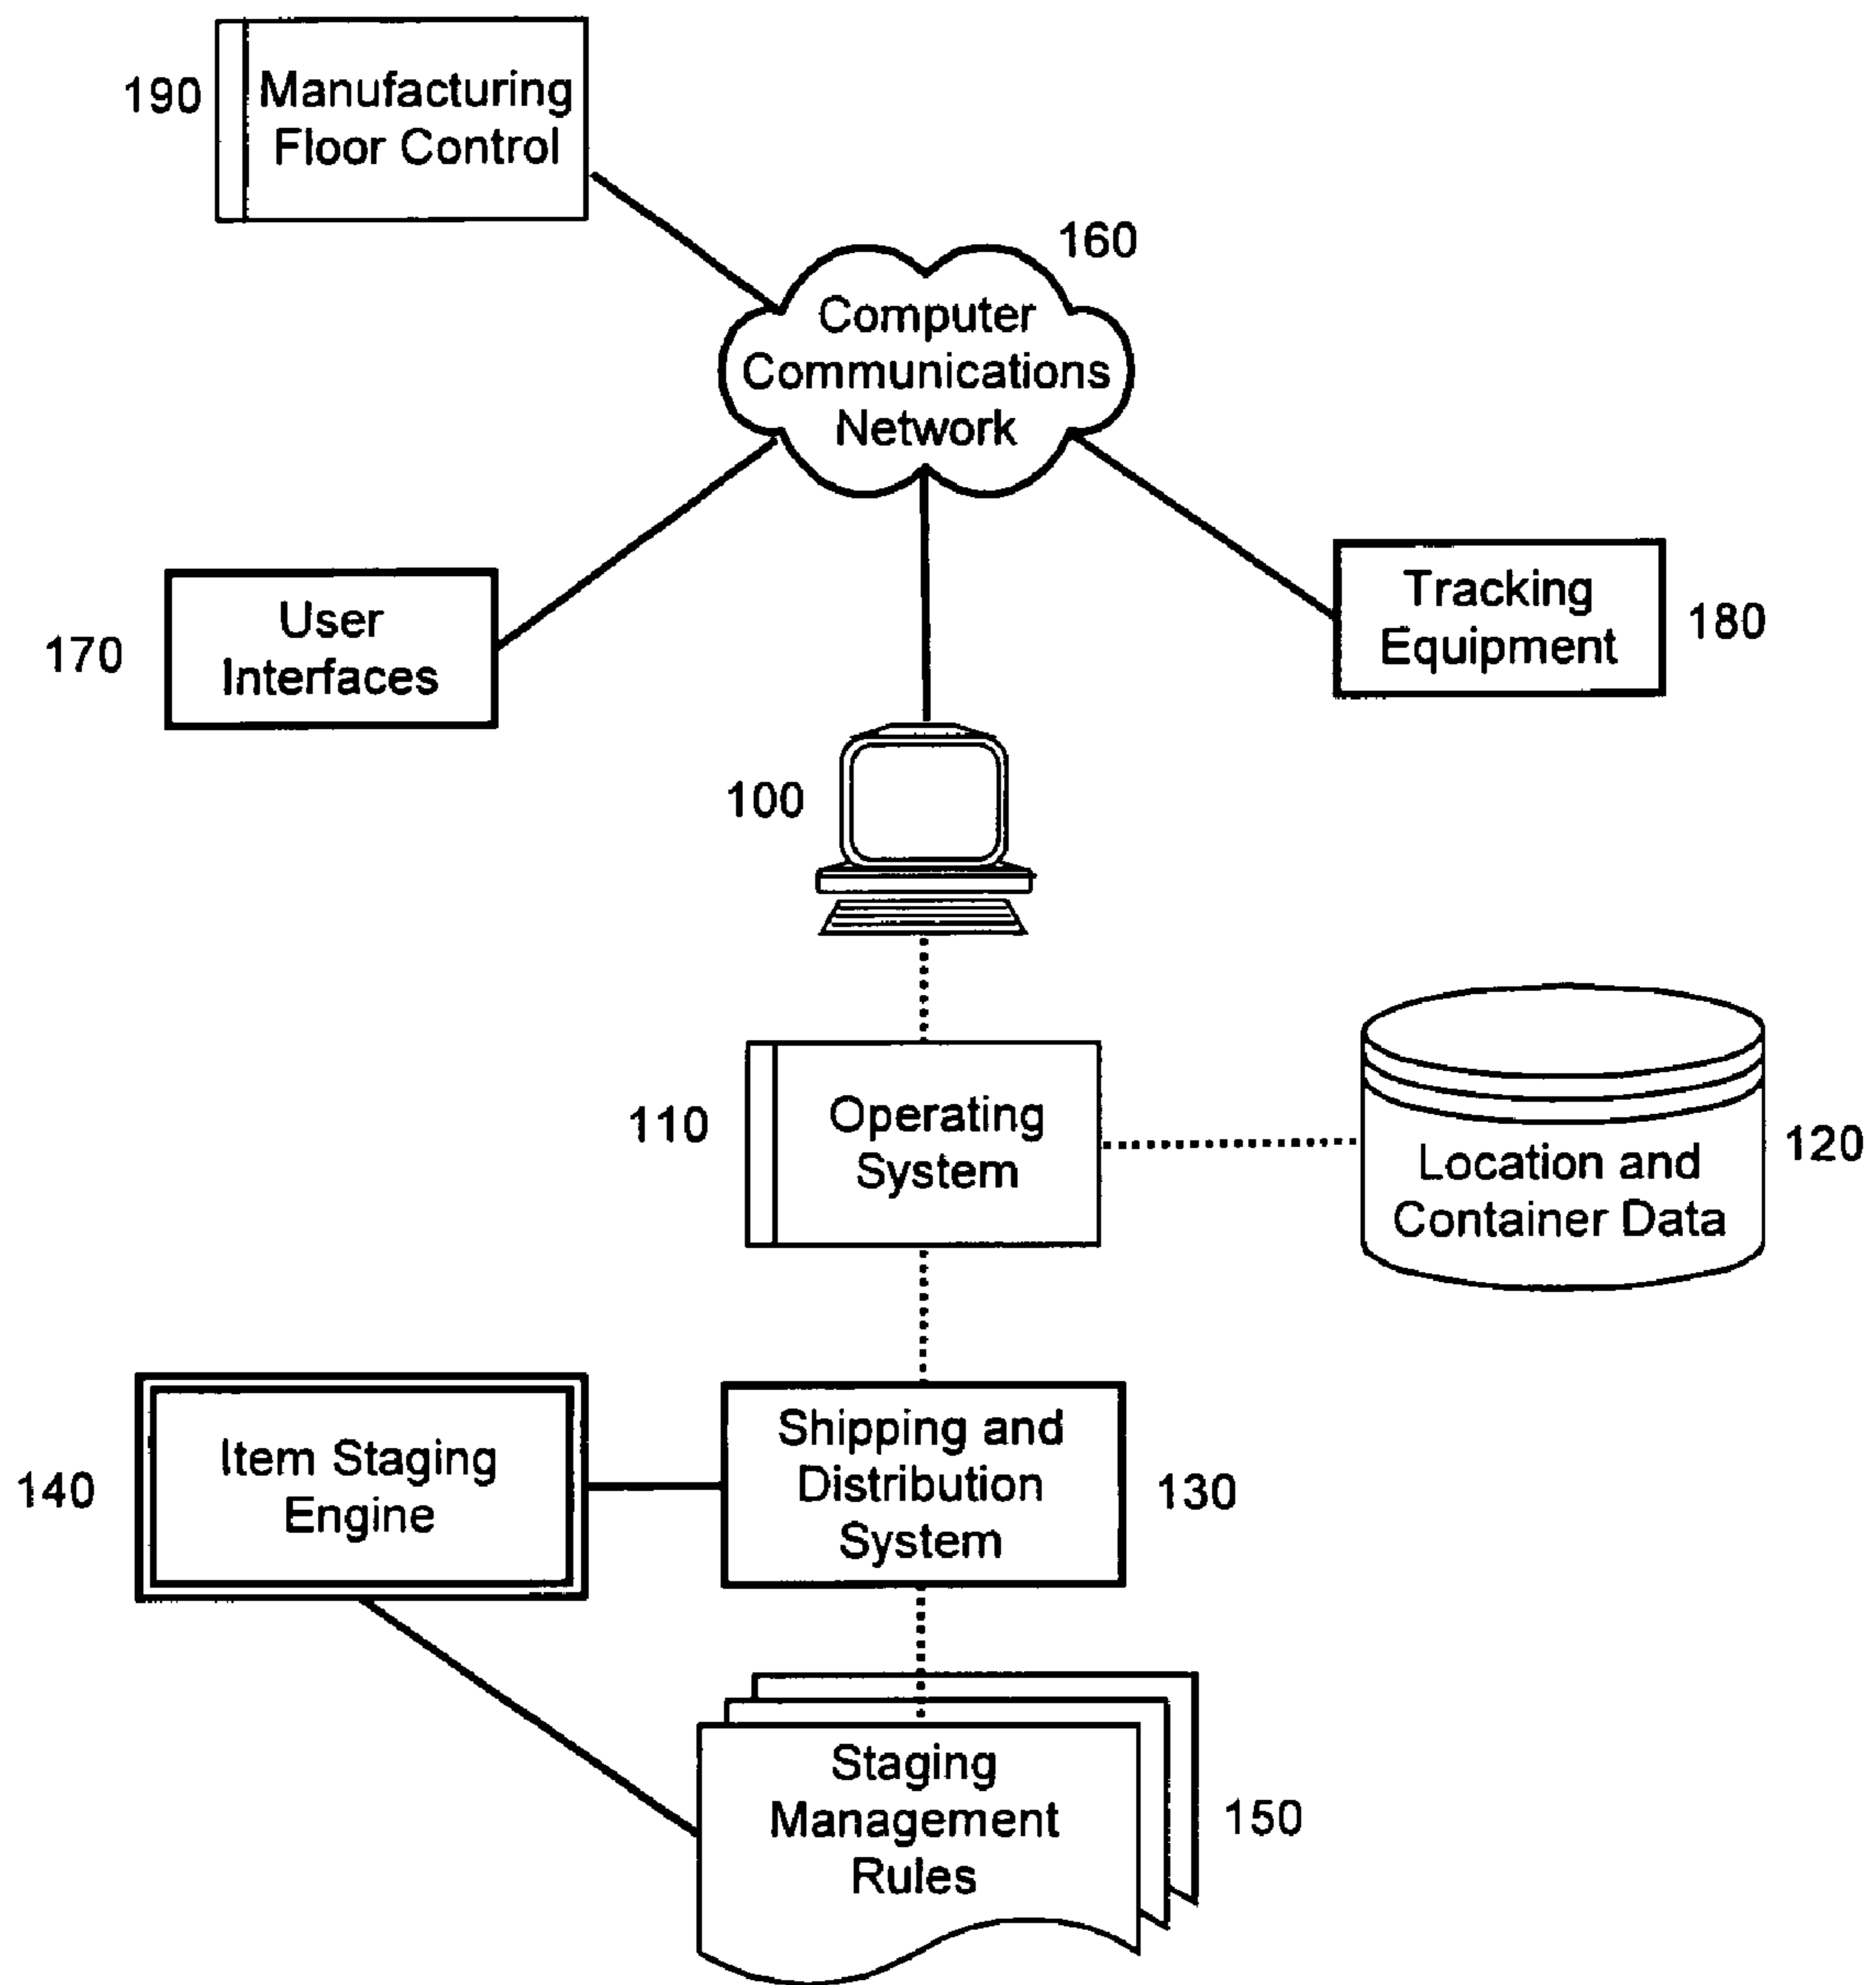 190
Manufacturing
Floor Control
160
Computer
Communications
Network
170
User
Interfaces
Tracking
Equipment
180
100
110
Operating
System
120
Location and
Container Data
140
Item Staging
Engine
Shipping and
Distribution
System
130
Staging
Management
Rules
150